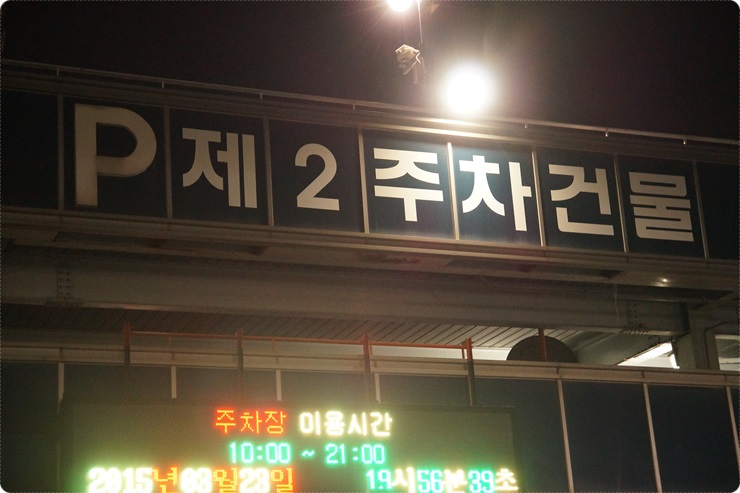 P 제 2 주차건물
주차장 이용시간
10:00 ~ 21:00
2015년 03월 28일 19시 56분 39초